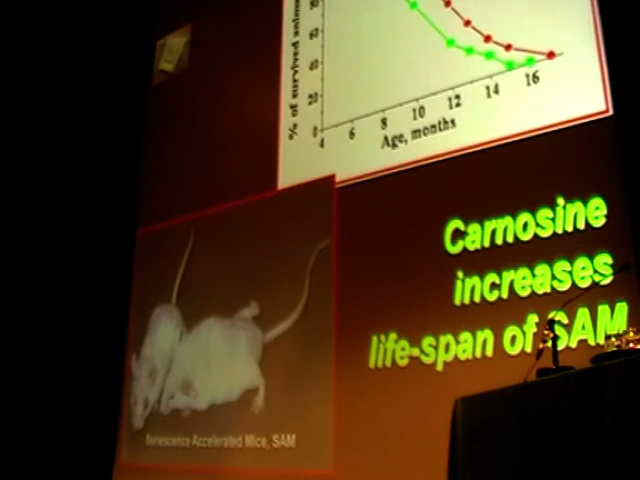 % of survived anima
80
60
40
20
0
4 6 8 10 12 14 16
Age, months
Carnosine
increases
life-span of SAM
Senescence Accelerated Mice, SAM